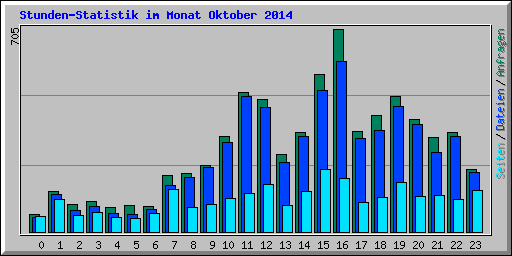 Stunden-Statistik im Monat Oktober 2014
705
Seiten / Dateien / Anfragen
0 1 2 3 4 5 6 7 8 9 10 11 12 13 14 15 16 17 18 19 20 21 22 23